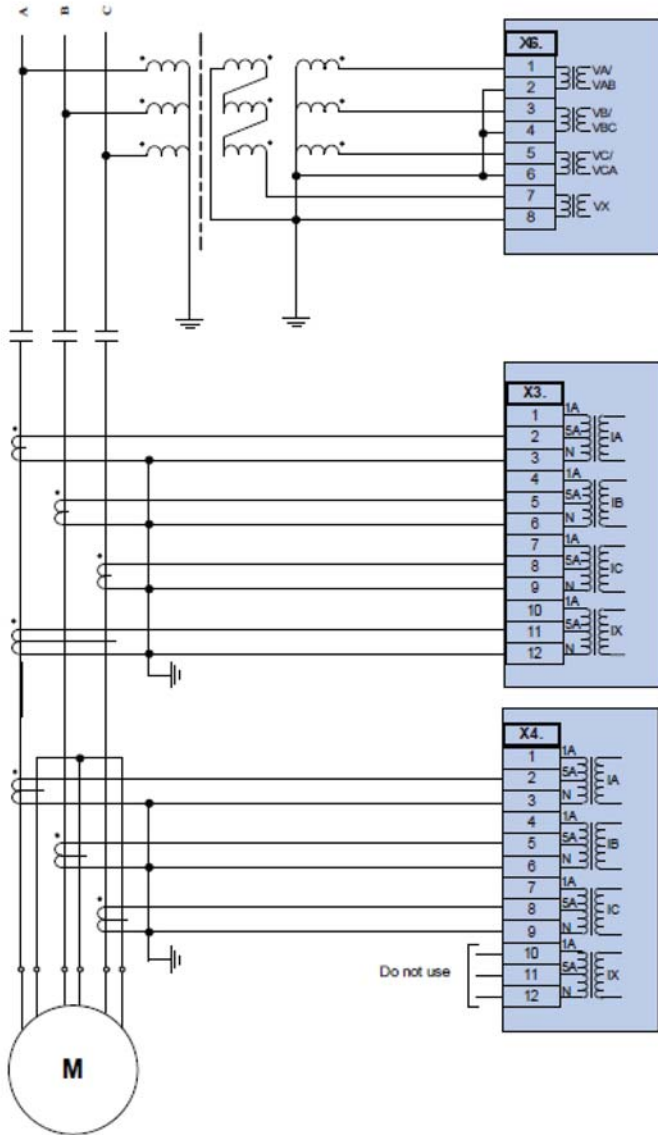 A B C
X6.
1
2
VA/
VAB
3
4
VB/
VBC
5
6
VC/
VCA
7
8
VX
X3.
1 1A
2 5A IA
3 N
4 1A
5 5A IB
6 N
7 1A
8 5A IC
9 N
10 1A
11 5A IX
12 N
X4.
1 1A
2 5A IA
3 N
4 1A
5 5A IB
6 N
7 1A
8 5A IC
9 N
Do not use
10 1A
11 5A IX
12 N
M